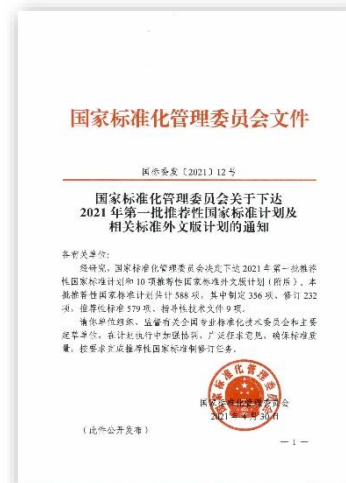 国家标准化管理委员会文件
国标委发〔2021〕12号
国家标准化管理委员会关于下达
2021年第一批推荐性国家标准计划及
相关标准外文版计划的通知
各有关单位:
经研究,国家标准化管理委员会决定下达2021年第一批推荐
性国家标准计划和10项推荐性国家标准外文版计划(附后)。本
批推荐性国家标准计划共计588项,其中制定356项、修订232
项,推荐性标准579项、指导性技术文件9项。
请你单位组织、监督有关全国专业标准化技术委员会和主要
起草单位,在计划执行中加强协调,广泛征求意见,确保标准质
量,按要求完成推荐性国家标准制修订任务。
国家标准化管理委员会
2021年4月30日
(此件公开发布)
— 1 —